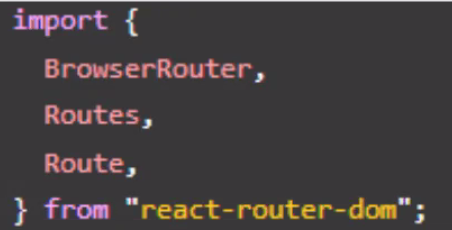 import {
  BrowserRouter,
  Routes,
  Route,
} from "react-router-dom";